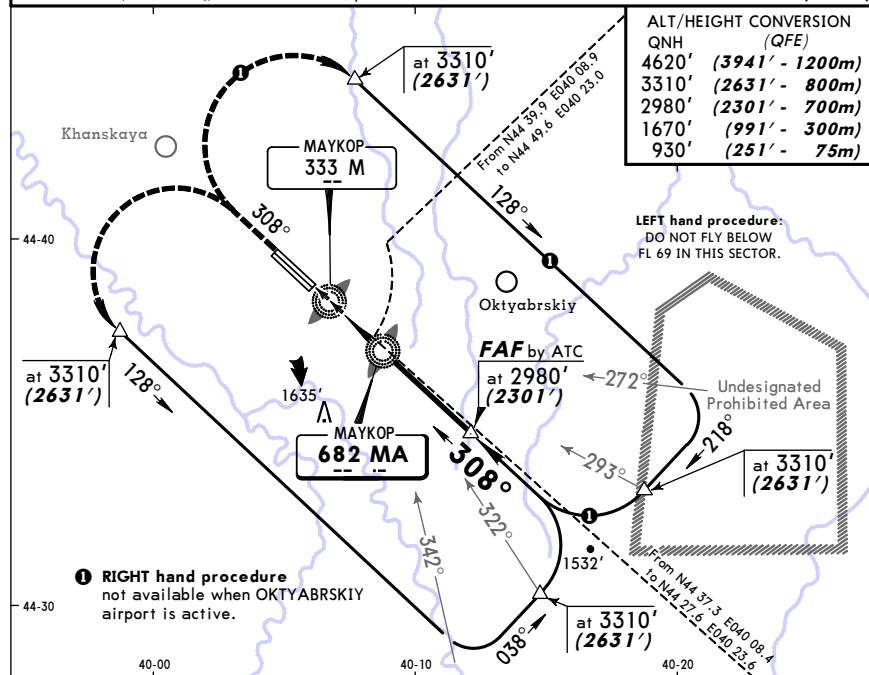 ALT/HEIGHT CONVERSION
QNH (QFE)
4620' (3941' - 1200m)
3310' (2631' - 800m)
2980' (2301' - 700m)
1670' (991' - 300m)
930' (251' - 75m)
1
at 3310'
(2631')
From N44 39.9 E040 08.9
to N44 49.6 E040 23.0
Khanskaya
MAYKOP
333 M
128°
308°
44-40
LEFT hand procedure:
DO NOT FLY BELOW
FL 69 IN THIS SECTOR.
1
Oktyabrskiy
FAF by ATC
at 2980'
(2301')
272°
Undesignated
Prohibited Area
at 3310'
(2631')
128°
1635'
MAYKOP
682 MA
308°
293°
218°
at 3310'
(2631')
322°
342°
1
1532'
From N44 37.3 E040 08.4
to N44 27.6 E040 23.6
1 RIGHT hand procedure
not available when OKTYABRSKIY
airport is active.
44-30
038°
at 3310'
(2631')
40-00
40-10
40-20